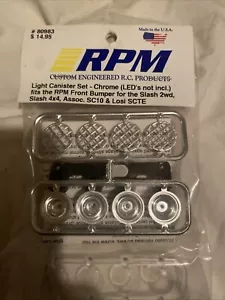 # 80983
$ 14.95
Made in the U.S.A.
RPM
CUSTOM ENGINEERED R.C. PRODUCTS
Light Canister Set - Chrome (LED's not incl.)
fits the RPM Front Bumper for the Slash 2wd,
Slash 4x4, Assoc. SC10 & Losi SCTE
RPM